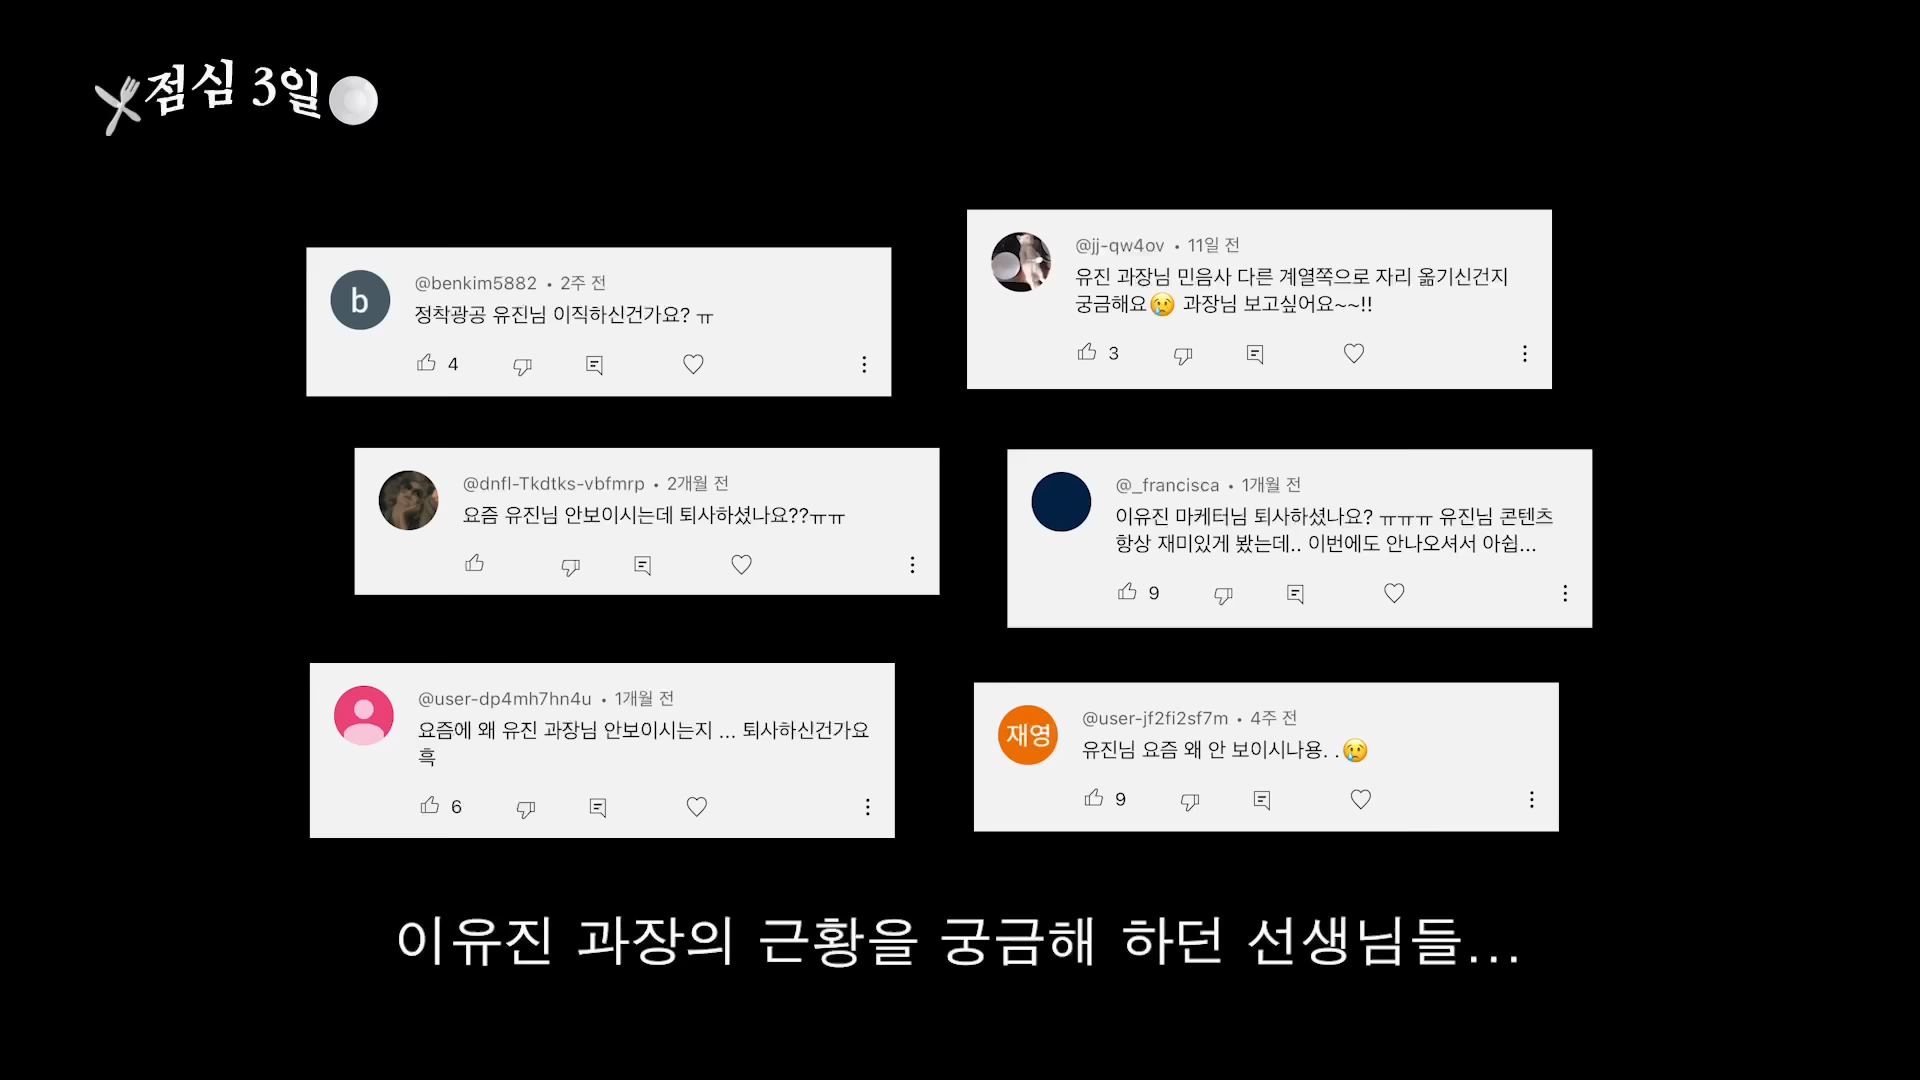 점심 3일
b
@benkim5882 • 2주 전
정착광공 유진님 이직하신건가요? ㅠ
4
@jj-qw4ov • 11일 전
유진 과장님 민음사 다른 계열쪽으로 자리 옮기신건지
궁금해요😢 과장님 보고싶어요~~!!
3
@dnfl-Tkdtks-vbfmrp • 2개월 전
요즘 유진님 안보이시는데 퇴사하셨나요??ㅠㅠ
@_francisca • 1개월 전
이유진 마케터님 퇴사하셨나요? ㅠㅠㅠ 유진님 콘텐츠
항상 재미있게 봤는데.. 이번에도 안나오셔서 아쉽...
9
@user-dp4mh7hn4u • 1개월 전
요즘에 왜 유진 과장님 안보이시는지 ... 퇴사하신건가요
흑
6
재영
@user-jf2fi2sf7m • 4주 전
유진님 요즘 왜 안 보이시나용. .😢
9
이유진 과장의 근황을 궁금해 하던 선생님들...